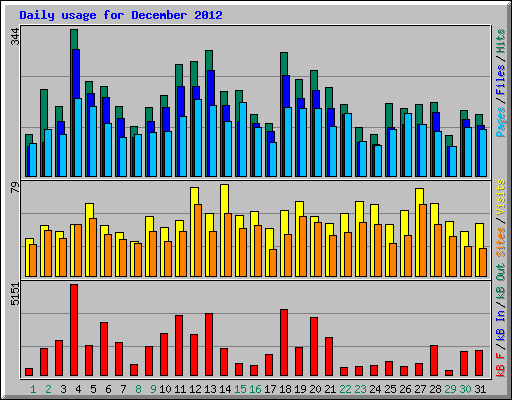 Daily usage for December 2012
344
Pages / Files / Hits
79
Sites / Visits
5151
kB F / kB In / kB Out
1 2 3 4 5 6 7 8 9 10 11 12 13 14 15 16 17 18 19 20 21 22 23 24 25 26 27 28 29 30 31